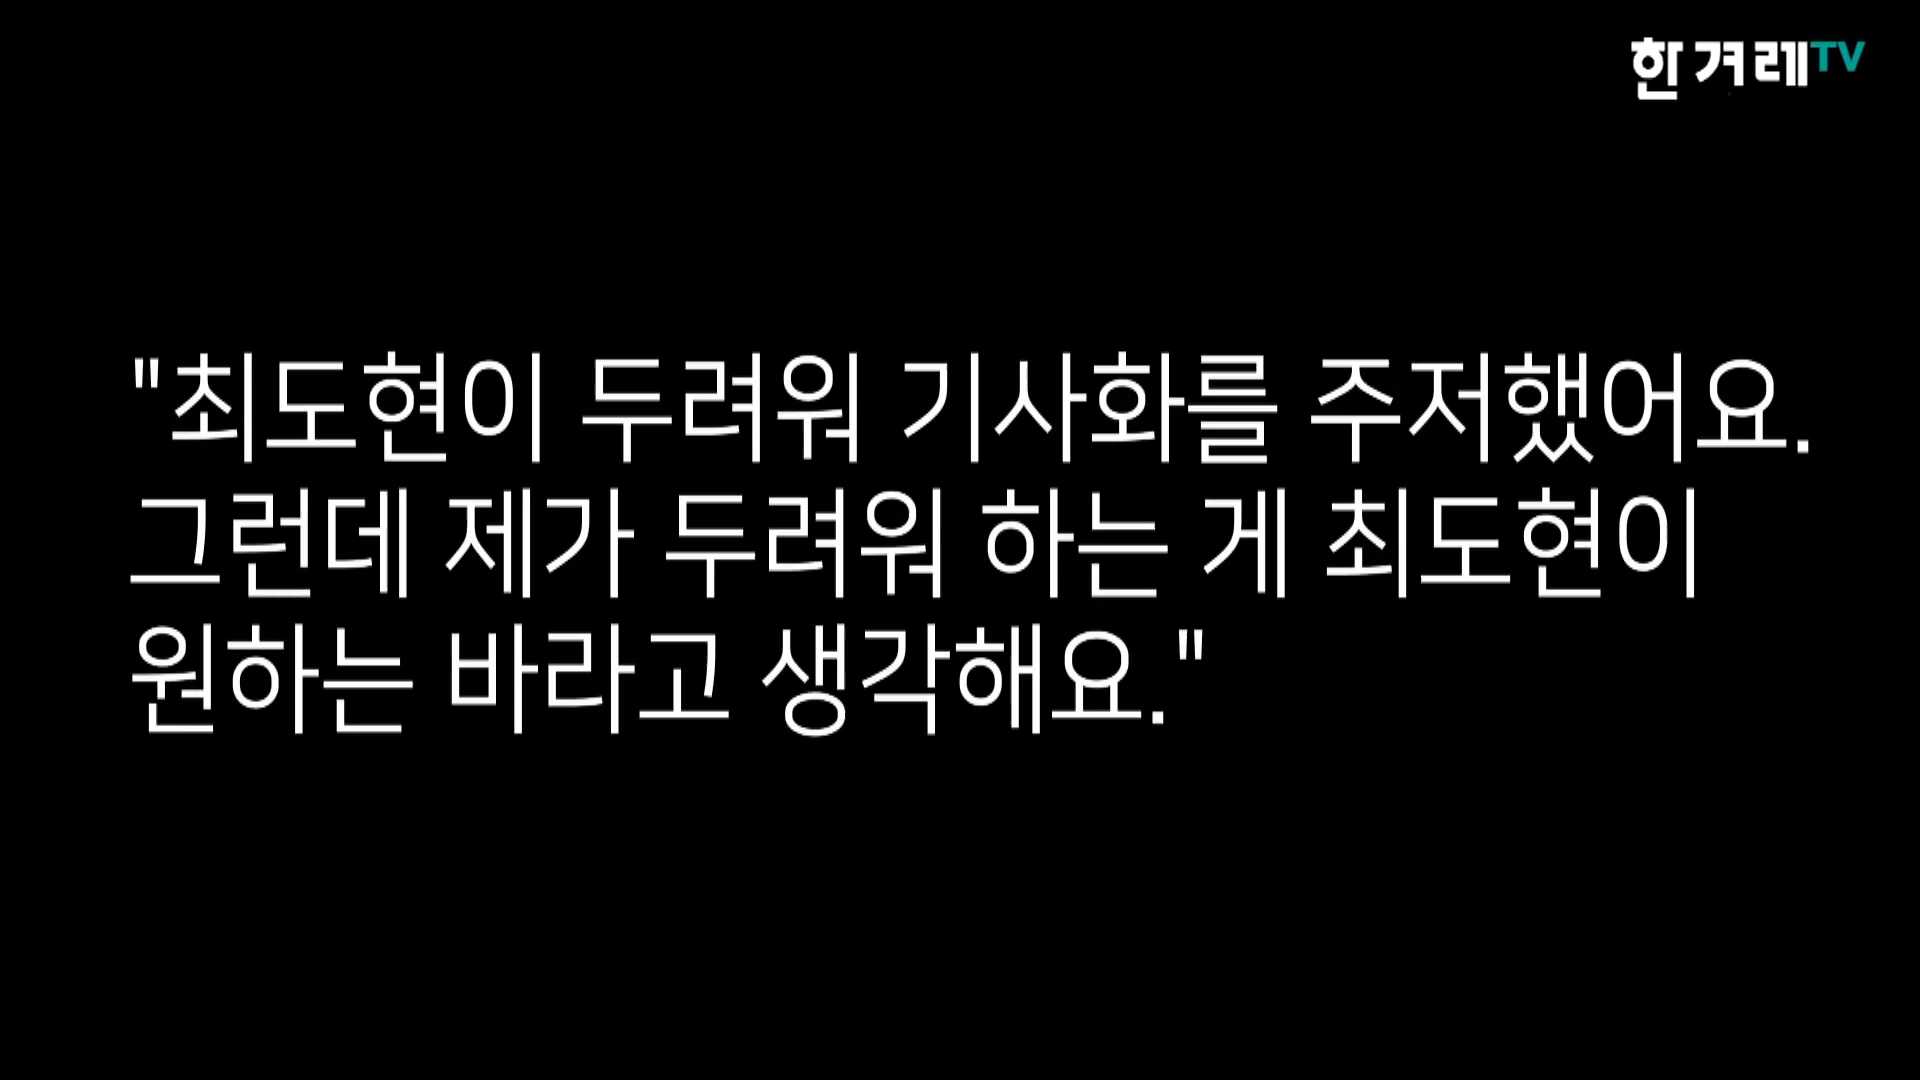 한겨레TV
"최도현이 두려워 기사화를 주저했어요.
그런데 제가 두려워 하는 게 최도현이
원하는 바라고 생각해요."